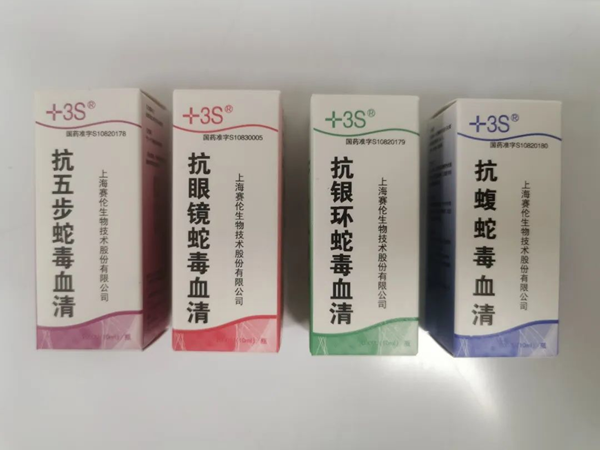 +3S®
国药准字S10820178
抗五步蛇毒血清
上海赛伦生物技术股份有限公司
+3S®
国药准字S10830005
抗眼镜蛇毒血清
上海赛伦生物技术股份有限公司
+3S®
国药准字S10820179
抗银环蛇毒血清
上海赛伦生物技术股份有限公司
+3S®
国药准字S10820180
抗蝮蛇毒血清
上海赛伦生物技术股份有限公司